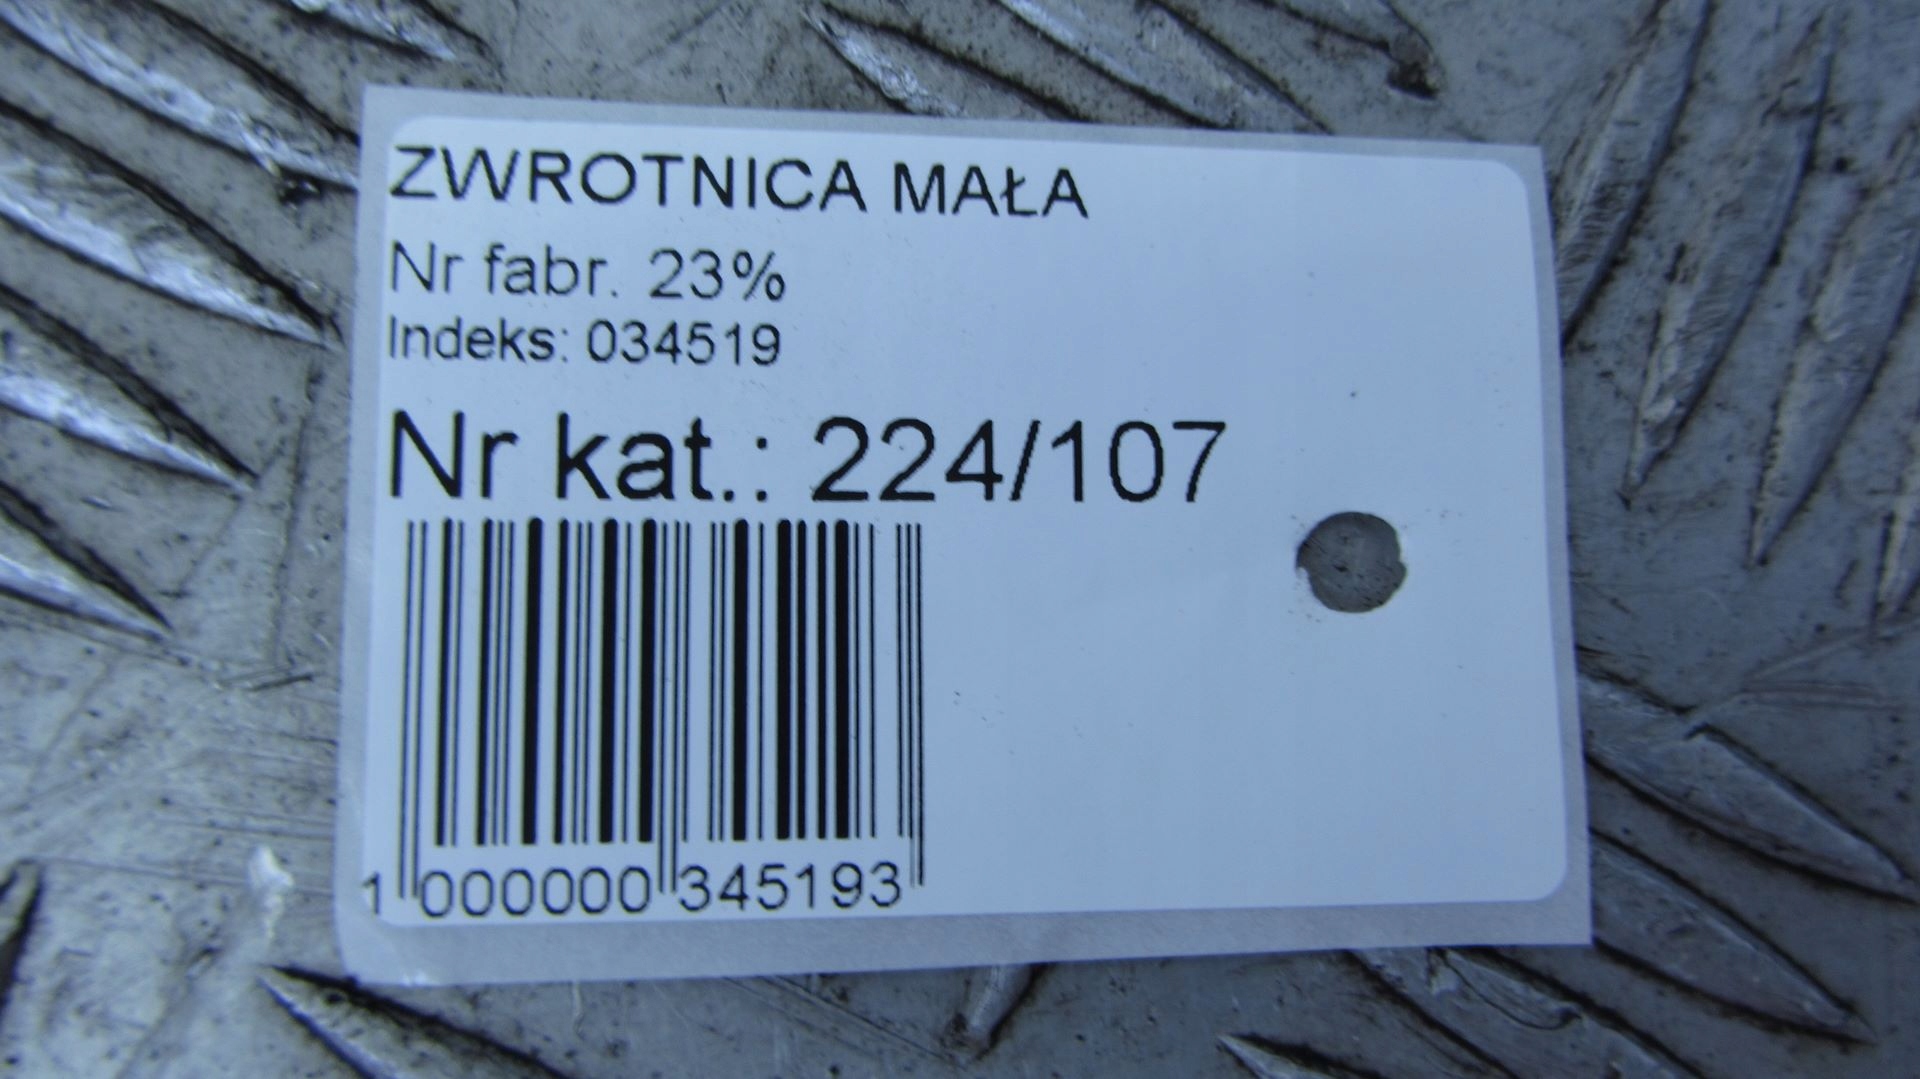 ZWROTNICA MAŁA
Nr fabr. 23%
Indeks: 034519
Nr kat.: 224/107
1 000000 345193